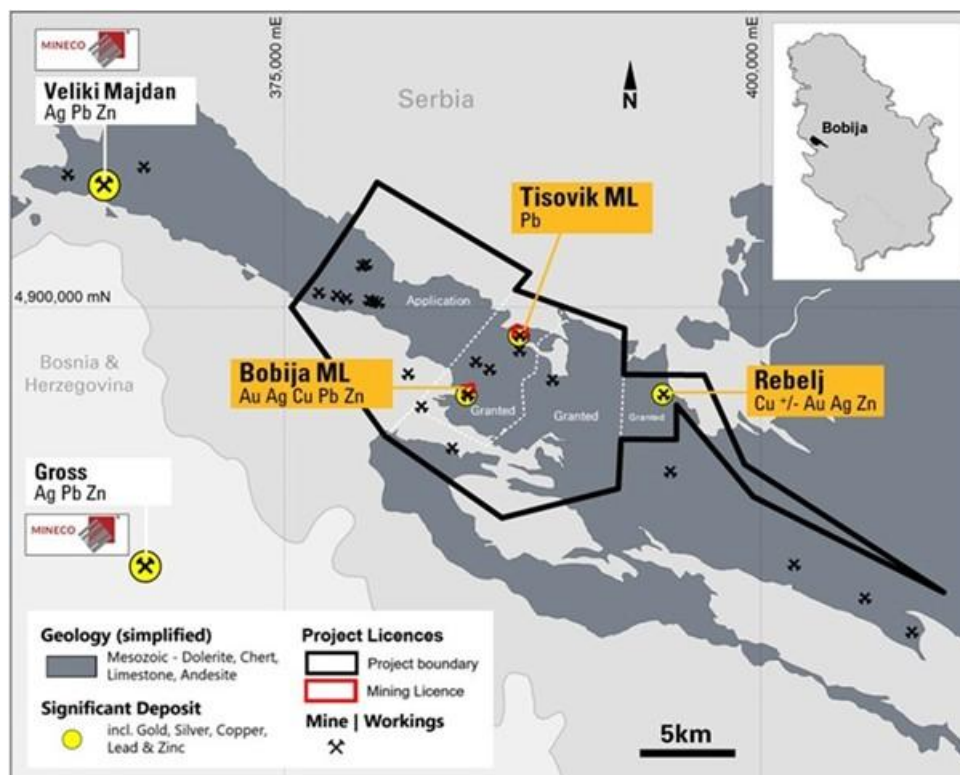 MINECO
Veliki Majdan
Ag Pb Zn
375,000 mE
400,000 mE
Serbia
N
Bobija
Tisovik ML
Pb
4,900,000 mN
Application
Bosnia &
Herzegovina
Bobija ML
Au Ag Cu Pb Zn
Granted
Granted
Granted
Rebelj
Cu +/- Au Ag Zn
Gross
Ag Pb Zn
MINECO
Geology (simplified)
Mesozoic - Dolerite, Chert,
Limestone, Andesite
Significant Deposit
incl. Gold, Silver, Copper,
Lead & Zinc
Project Licences
Project boundary
Mining Licence
Mine | Workings
5km